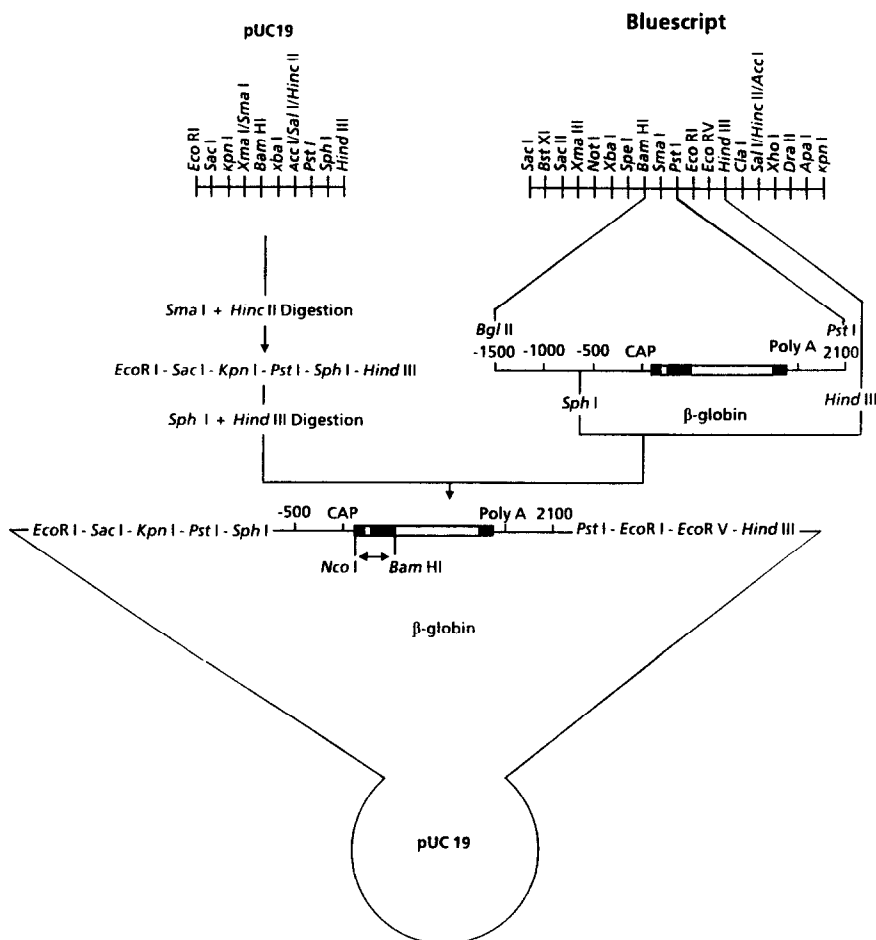 pUC19
Bluescript
Eco RI
Sac I
Kpn I
Xma I/Sma I
Bam HI
Xba I
Acc I/Sal I/Hinc II
Pst I
Sph I
Hind III
Sac I
Bst XI
Sac II
Xma III
Not I
Xba I
Spe I
Bam HI
Sma I
Pst I
Eco RI
Eco RV
Hind III
Cla I
Sal I/Hinc II/Acc I
Xho I
Dra II
Apa I
Kpn I
Sma I + Hinc II Digestion
EcoR I - Sac I - Kpn I - Pst I - Sph I - Hind III
Sph I + Hind III Digestion
Bgl II
Pst I
-1500 -1000 -500 CAP Poly A 2100
Sph I
Hind III
β-globin
-500 CAP Poly A 2100
EcoR I - Sac I - Kpn I - Pst I - Sph I
Pst I - EcoR I - EcoR V - Hind III
Nco I Bam HI
β-globin
pUC 19